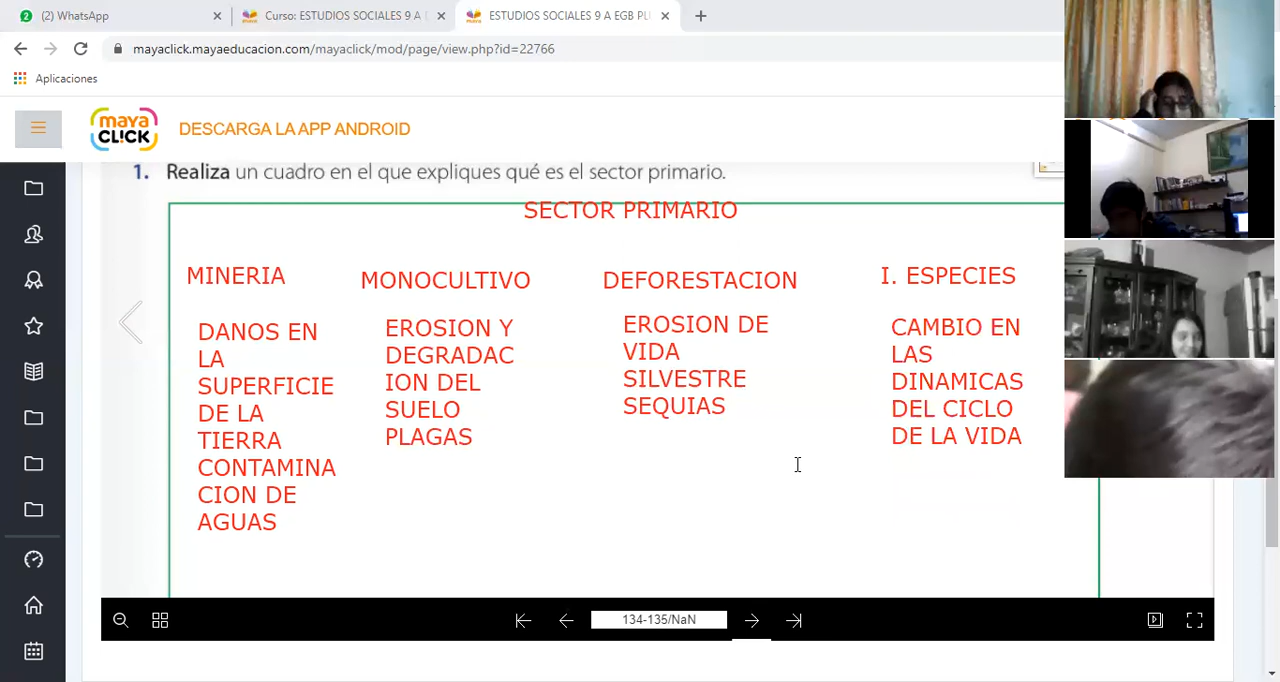 (2) WhatsApp
Curso: ESTUDIOS SOCIALES 9 A (
ESTUDIOS SOCIALES 9 A EGB PLU
mayaclick.mayaeducacion.com/mayaclick/mod/page/view.php?id=22766
Aplicaciones
maya
CLICK
DESCARGA LA APP ANDROID
1. Realiza un cuadro en el que expliques qué es el sector primario.
SECTOR PRIMARIO
MINERIA
DANOS EN
LA
SUPERFICIE
DE LA
TIERRA
CONTAMINA
CION DE
AGUAS
MONOCULTIVO
EROSION Y
DEGRADAC
ION DEL
SUELO
PLAGAS
DEFORESTACION
EROSION DE
VIDA
SILVESTRE
SEQUIAS
I. ESPECIES
CAMBIO EN
LAS
DINAMICAS
DEL CICLO
DE LA VIDA
134-135/NaN